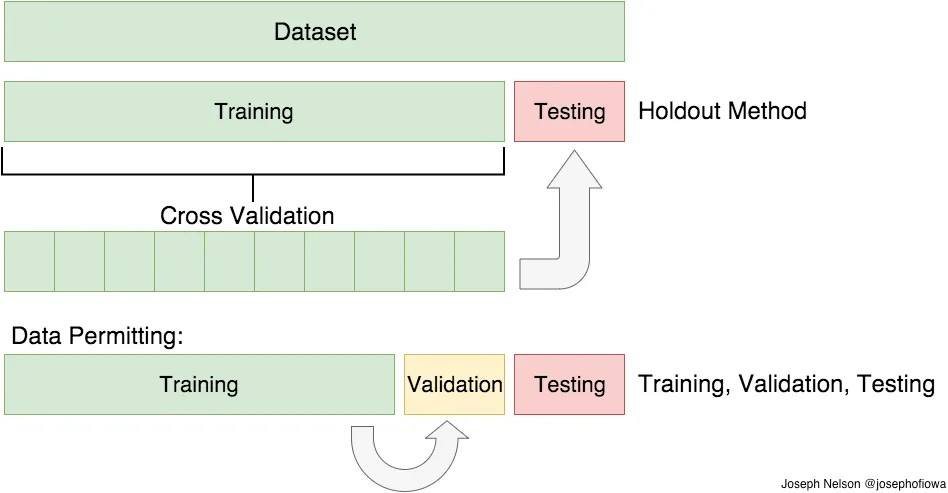 Dataset
Training
Testing
Holdout Method
Cross Validation
Data Permitting:
Training
Validation
Testing
Training, Validation, Testing
Joseph Nelson @josephofiowa